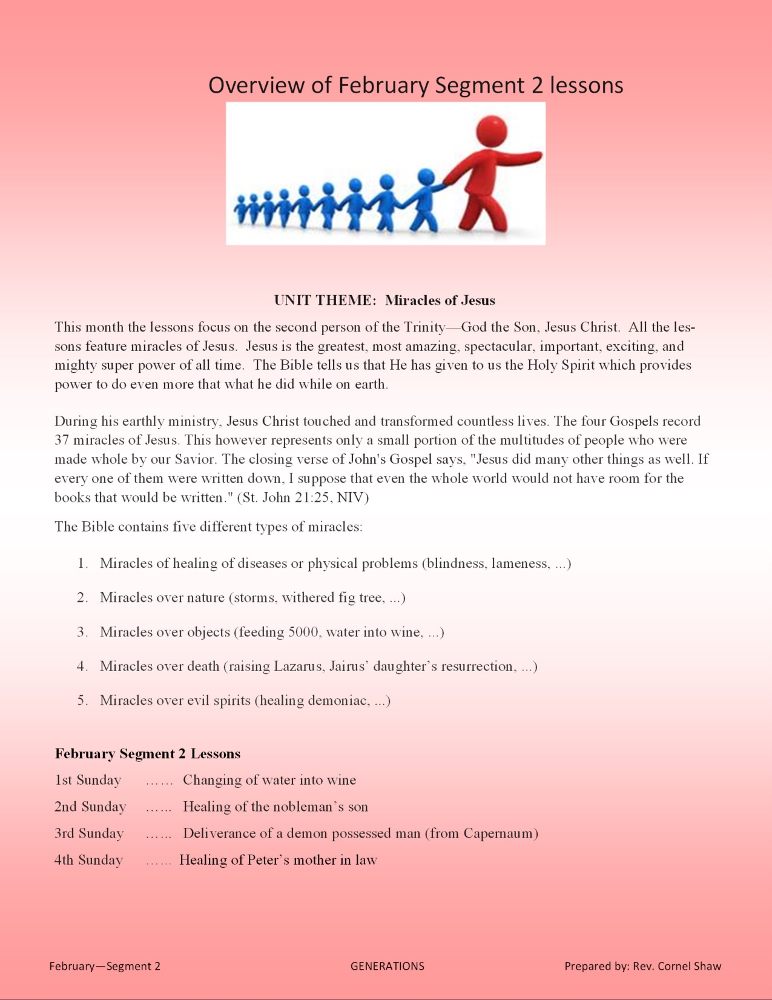 Overview of February Segment 2 lessons
UNIT THEME:  Miracles of Jesus
This month the lessons focus on the second person of the Trinity—God the Son, Jesus Christ.  All the les-
sons feature miracles of Jesus.  Jesus is the greatest, most amazing, spectacular, important, exciting, and
mighty super power of all time.  The Bible tells us that He has given to us the Holy Spirit which provides
power to do even more that what he did while on earth.
During his earthly ministry, Jesus Christ touched and transformed countless lives. The four Gospels record
37 miracles of Jesus. This however represents only a small portion of the multitudes of people who were
made whole by our Savior. The closing verse of John's Gospel says, "Jesus did many other things as well. If
every one of them were written down, I suppose that even the whole world would not have room for the
books that would be written." (St. John 21:25, NIV)
The Bible contains five different types of miracles:
1. Miracles of healing of diseases or physical problems (blindness, lameness, ...)
2. Miracles over nature (storms, withered fig tree, ...)
3. Miracles over objects (feeding 5000, water into wine, ...)
4. Miracles over death (raising Lazarus, Jairus’ daughter’s resurrection, ...)
5. Miracles over evil spirits (healing demoniac, ...)
February Segment 2 Lessons
1st Sunday …… Changing of water into wine
2nd Sunday …... Healing of the nobleman’s son
3rd Sunday …... Deliverance of a demon possessed man (from Capernaum)
4th Sunday …... Healing of Peter’s mother in law
February—Segment 2 GENERATIONS Prepared by: Rev. Cornel Shaw